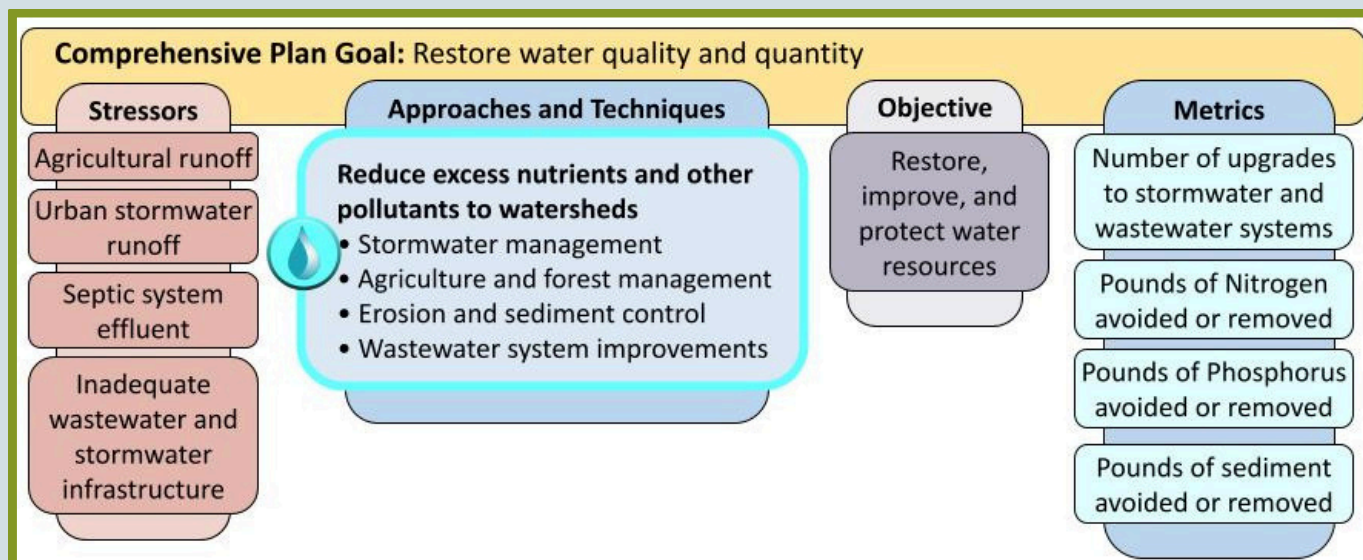 Comprehensive Plan Goal: Restore water quality and quantity
Stressors
Agricultural runoff
Urban stormwater
runoff
Septic system
effluent
Inadequate
wastewater and
stormwater
infrastructure
Approaches and Techniques
Reduce excess nutrients and other
pollutants to watersheds
• Stormwater management
• Agriculture and forest management
• Erosion and sediment control
• Wastewater system improvements
Objective
Restore,
improve, and
protect water
resources
Metrics
Number of upgrades
to stormwater and
wastewater systems
Pounds of Nitrogen
avoided or removed
Pounds of Phosphorus
avoided or removed
Pounds of sediment
avoided or removed